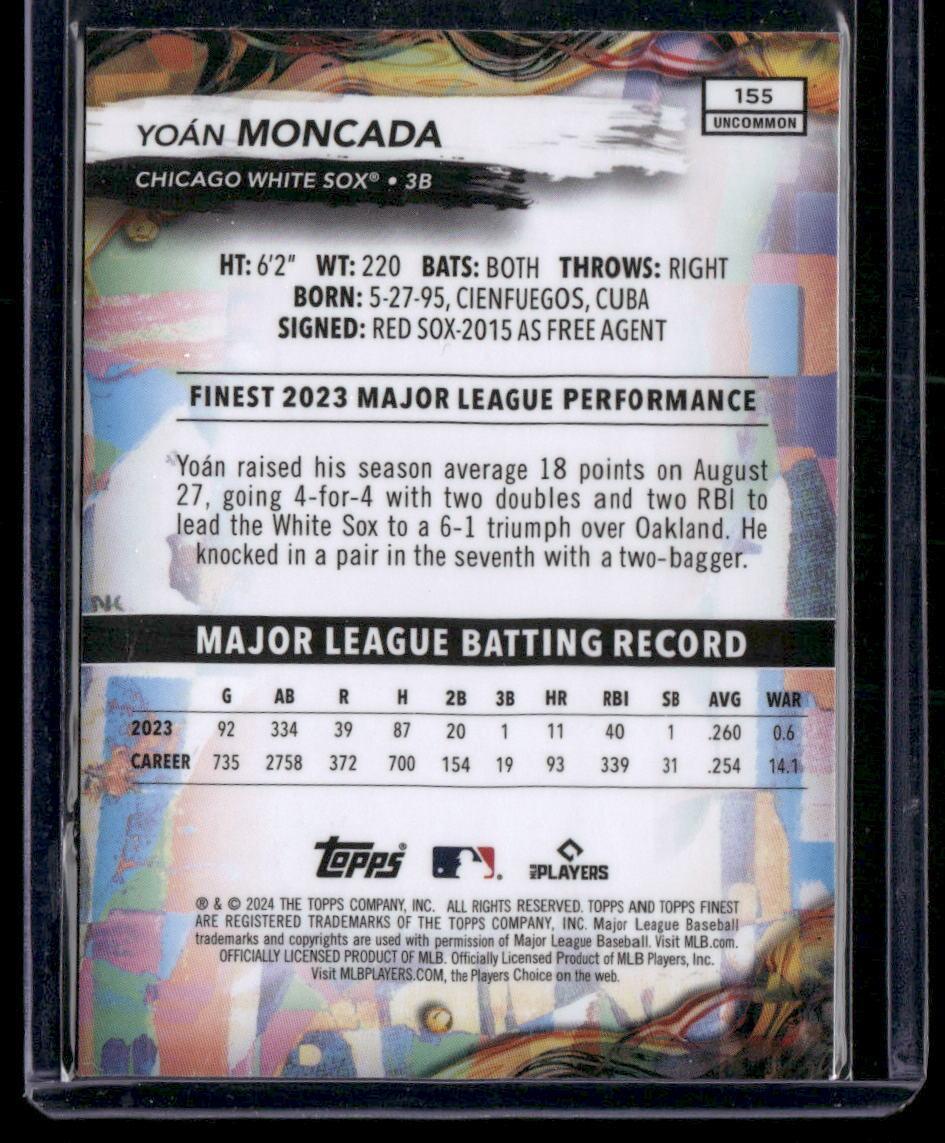 155
UNCOMMON
YOÁN MONCADA
CHICAGO WHITE SOX® • 3B
HT: 6'2" WT: 220 BATS: BOTH THROWS: RIGHT
BORN: 5-27-95, CIENFUEGOS, CUBA
SIGNED: RED SOX-2015 AS FREE AGENT
FINEST 2023 MAJOR LEAGUE PERFORMANCE
Yoán raised his season average 18 points on August
27, going 4-for-4 with two doubles and two RBI to
lead the White Sox to a 6-1 triumph over Oakland. He
knocked in a pair in the seventh with a two-bagger.
NK
MAJOR LEAGUE BATTING RECORD
G AB R H 2B 3B HR RBI SB AVG WAR
2023 92 334 39 87 20 1 11 40 1 .260 0.6
CAREER 735 2758 372 700 154 19 93 339 31 .254 14.1
Topps® PLAYERS
® & © 2024 THE TOPPS COMPANY, INC. ALL RIGHTS RESERVED. TOPPS AND TOPPS FINEST
ARE REGISTERED TRADEMARKS OF THE TOPPS COMPANY, INC. Major League Baseball
trademarks and copyrights are used with permission of Major League Baseball. Visit MLB.com.
OFFICIALLY LICENSED PRODUCT OF MLB. Officially Licensed Product of MLB Players, Inc.
Visit MLBPLAYERS.COM, the Players Choice on the web.